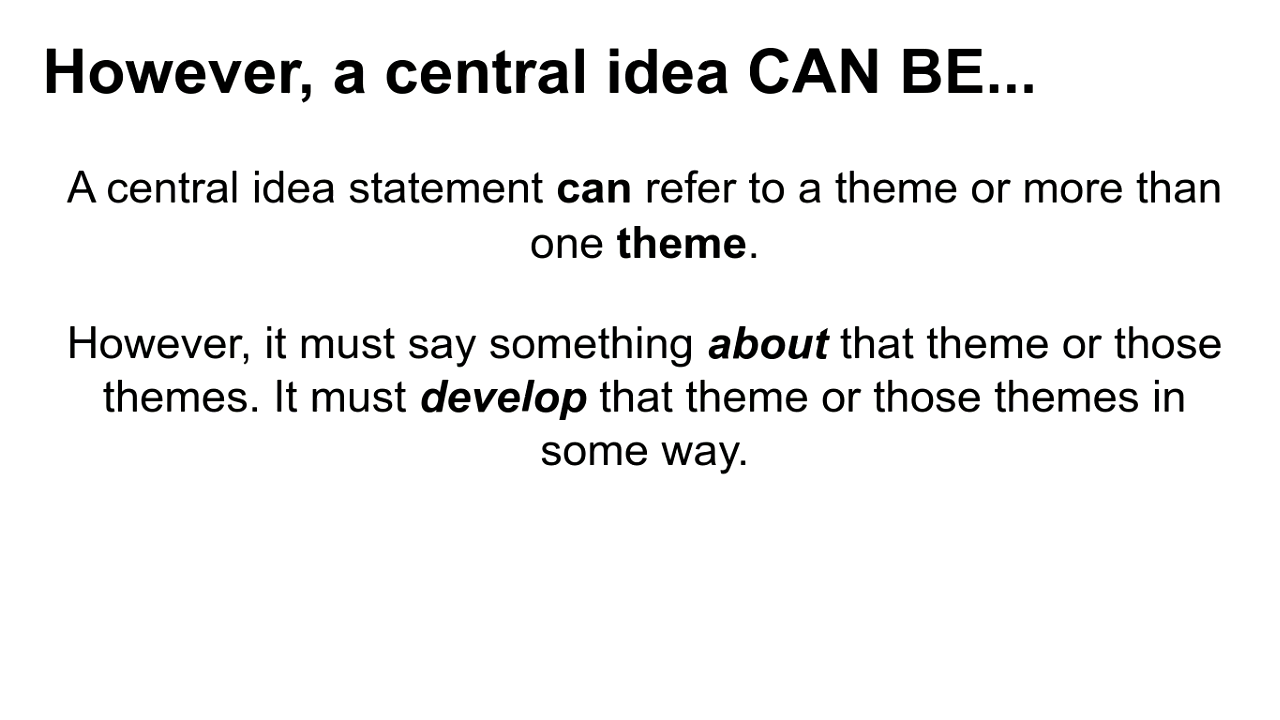 However, a central idea CAN BE...
A central idea statement can refer to a theme or more than
one theme.
However, it must say something about that theme or those
themes. It must develop that theme or those themes in
some way.